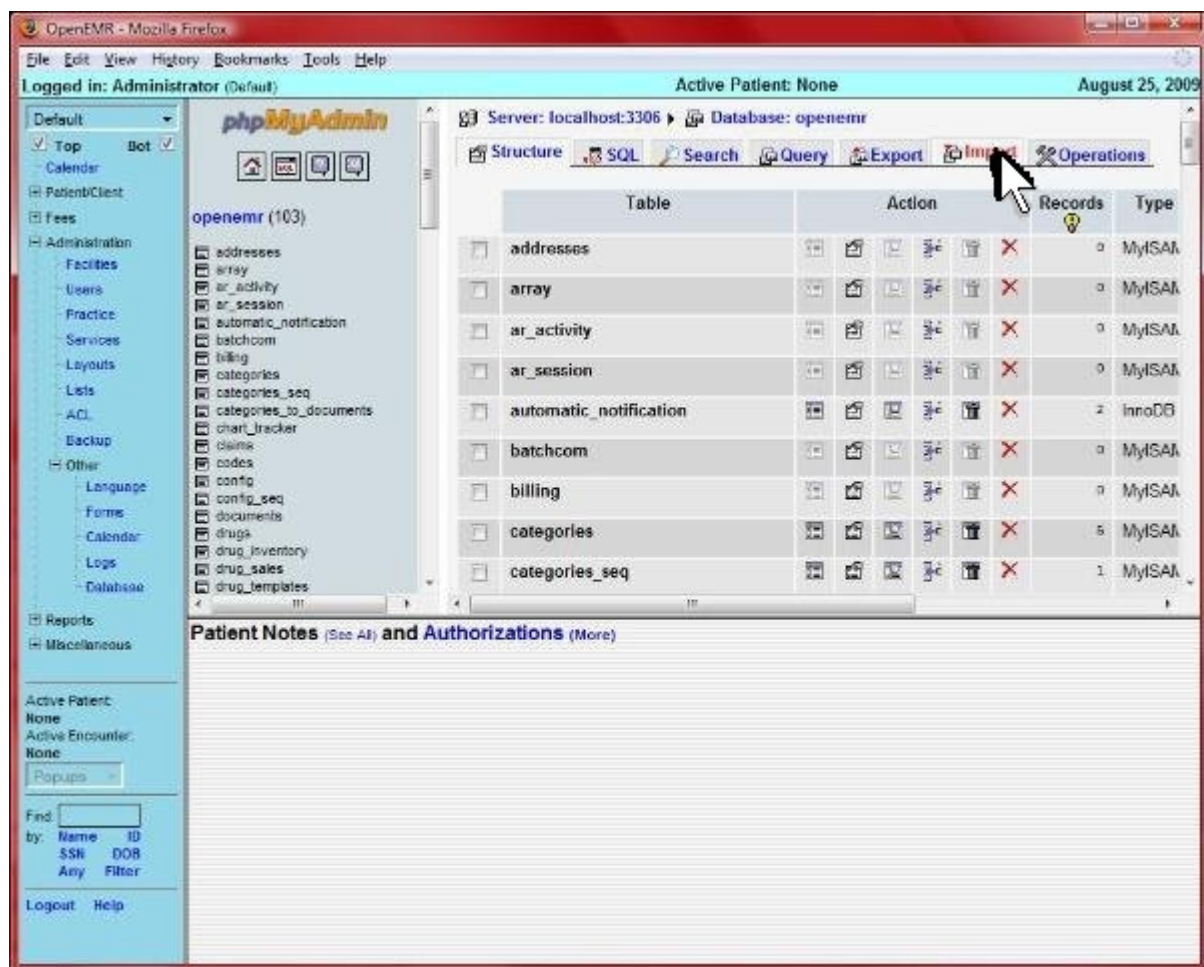 OpenEMR - Mozilla Firefox
File Edit View History Bookmarks Tools Help
Logged in: Administrator (Default) Active Patient: None August 25, 2009
Default
Top Bot
Calendar
Patient/Client
Fees
Administration
Facilities
Users
Practice
Services
Layouts
Lists
ACL
Backup
Other
Language
Forms
Calendar
Logs
Database
Reports
Miscellaneous
Active Patient:
None
Active Encounter:
None
Popups
Find:
by: Name ID
SSN DOB
Any Filter
Logout Help
phpMyAdmin
SQL
openemr (103)
addresses
array
ar_activity
ar_session
automatic_notification
batchcom
billing
categories
categories_seq
categories_to_documents
chart_tracker
claims
codes
config
config_seq
documents
drugs
drug_inventory
drug_sales
drug_templates
Server: localhost:3306 Database: openemr
Structure SQL Search Query Export Import Operations
Table Action Records Type
addresses 0 MyISAM
array 0 MyISAM
ar_activity 0 MyISAM
ar_session 0 MyISAM
automatic_notification 2 InnoDB
batchcom 0 MyISAM
billing 0 MyISAM
categories 5 MyISAM
categories_seq 1 MyISAM
Patient Notes (See All) and Authorizations (More)